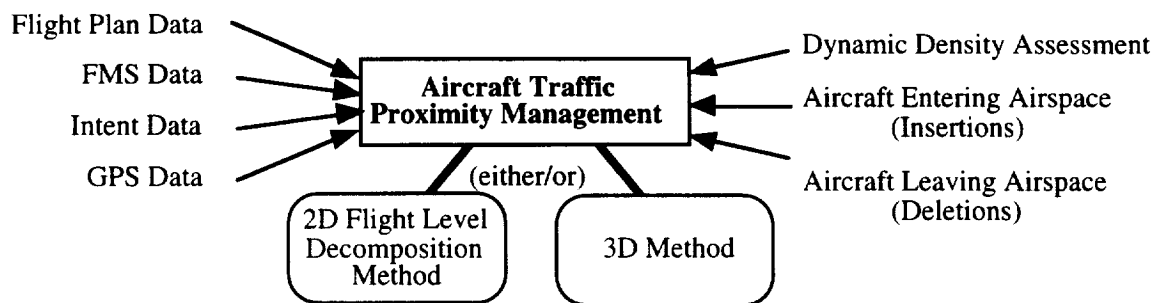 Flight Plan Data
FMS Data
Intent Data
GPS Data
Aircraft Traffic
Proximity Management
Dynamic Density Assessment
Aircraft Entering Airspace
(Insertions)
Aircraft Leaving Airspace
(Deletions)
(either/or)
2D Flight Level
Decomposition
Method
3D Method